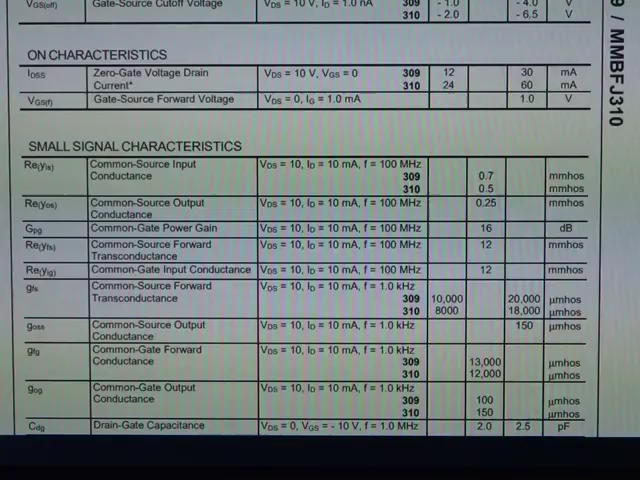 VGS(off) Gate-Source Cutoff Voltage VDS = 10 V, ID = 1.0 nA 309 - 1.0 - 4.0 V
310 - 2.0 - 6.5 V
ON CHARACTERISTICS
IDSS Zero-Gate Voltage Drain VDS = 10 V, VGS = 0 309 12 30 mA
Current* 310 24 60 mA
VGS(f) Gate-Source Forward Voltage VDS = 0, IG = 1.0 mA 1.0 V
SMALL SIGNAL CHARACTERISTICS
Re(yis) Common-Source Input VDS = 10, ID = 10 mA, f = 100 MHz
Conductance 309 0.7 mmhos
310 0.5 mmhos
Re(yos) Common-Source Output VDS = 10, ID = 10 mA, f = 100 MHz 0.25 mmhos
Conductance
Gpg Common-Gate Power Gain VDS = 10, ID = 10 mA, f = 100 MHz 16 dB
Re(yfs) Common-Source Forward VDS = 10, ID = 10 mA, f = 100 MHz 12 mmhos
Transconductance
Re(yig) Common-Gate Input Conductance VDS = 10, ID = 10 mA, f = 100 MHz 12 mmhos
gfs Common-Source Forward VDS = 10, ID = 10 mA, f = 1.0 kHz
Transconductance 309 10,000 20,000 µmhos
310 8000 18,000 µmhos
goss Common-Source Output VDS = 10, ID = 10 mA, f = 1.0 kHz 150 µmhos
Conductance
gfg Common-Gate Forward VDS = 10, ID = 10 mA, f = 1.0 kHz
Conductance 309 13,000 µmhos
310 12,000 µmhos
gog Common-Gate Output VDS = 10, ID = 10 mA, f = 1.0 kHz
Conductance 309 100 µmhos
310 150 µmhos
Cdg Drain-Gate Capacitance VDS = 0, VGS = - 10 V, f = 1.0 MHz 2.0 2.5 pF
9 / MMBFJ310